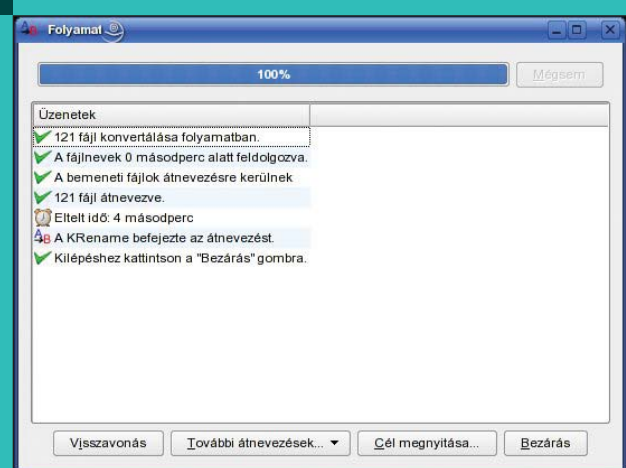 Folyamat
100%
Mégsem
Üzenetek
121 fájl konvertálása folyamatban.
A fájlnevek 0 másodperc alatt feldolgozva.
A bemeneti fájlok átnevezésre kerülnek
121 fájl átnevezve.
Eltelt idő: 4 másodperc
A KRename befejezte az átnevezést.
Kilépéshez kattintson a "Bezárás" gombra.
Visszavonás További átnevezések... Cél megnyitása... Bezárás